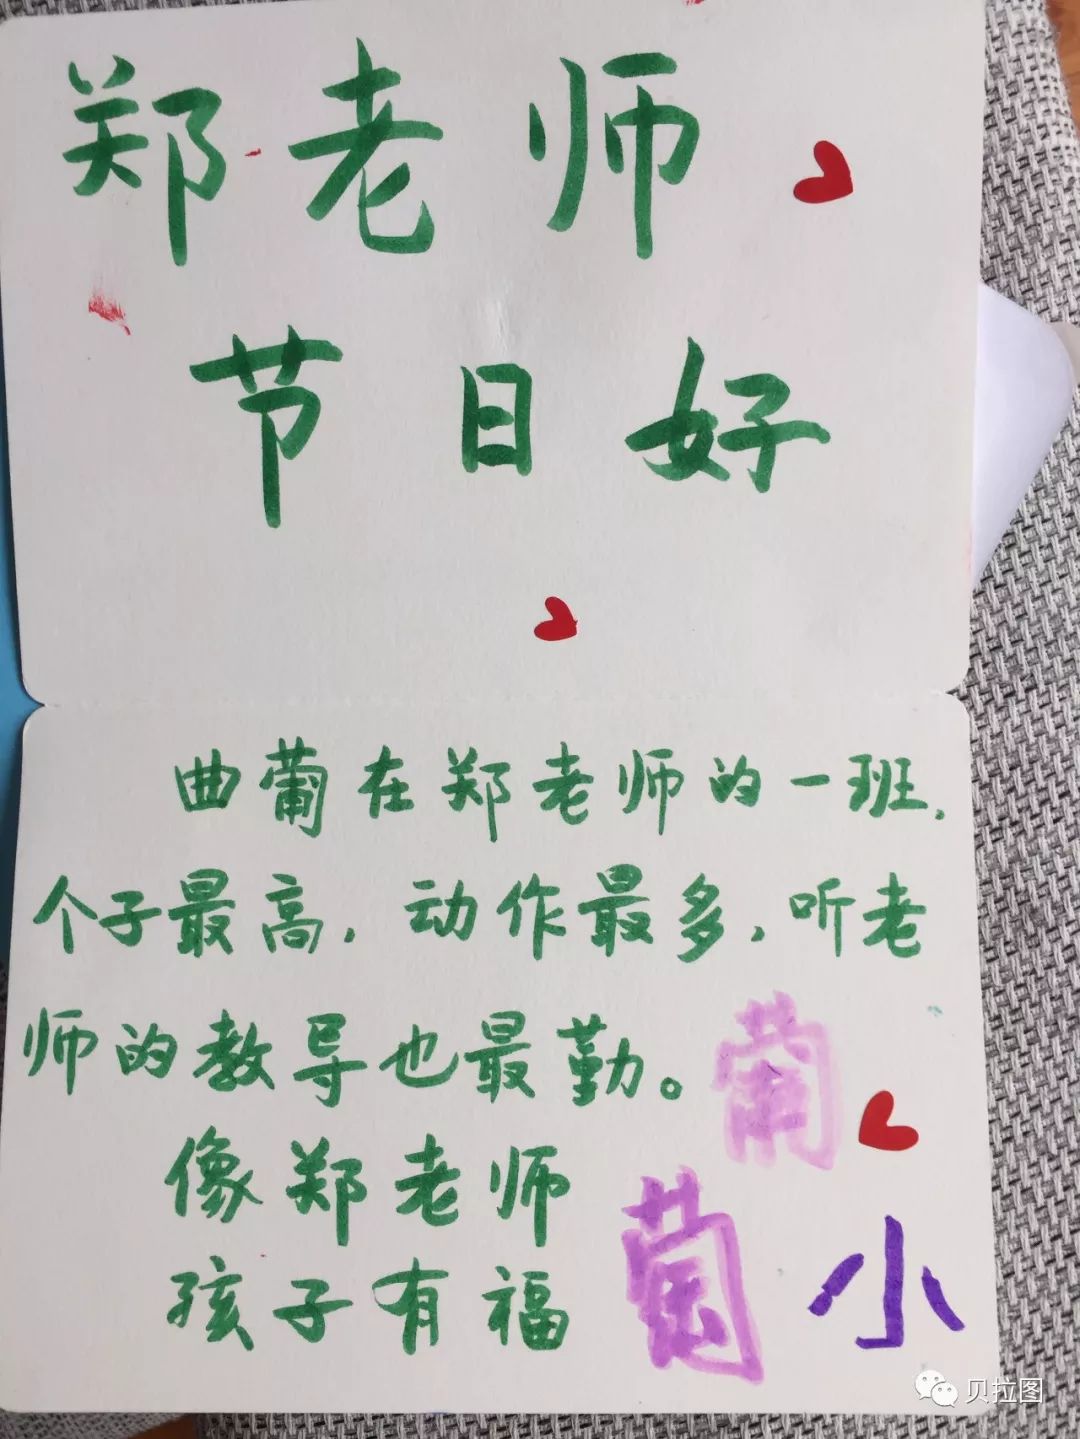 郑老师
节日好
曲葡在郑老师的一班,
个子最高,动作最多,听老
师的教导也最勤。
像郑老师
孩子有福
葡
萄 小
贝拉图